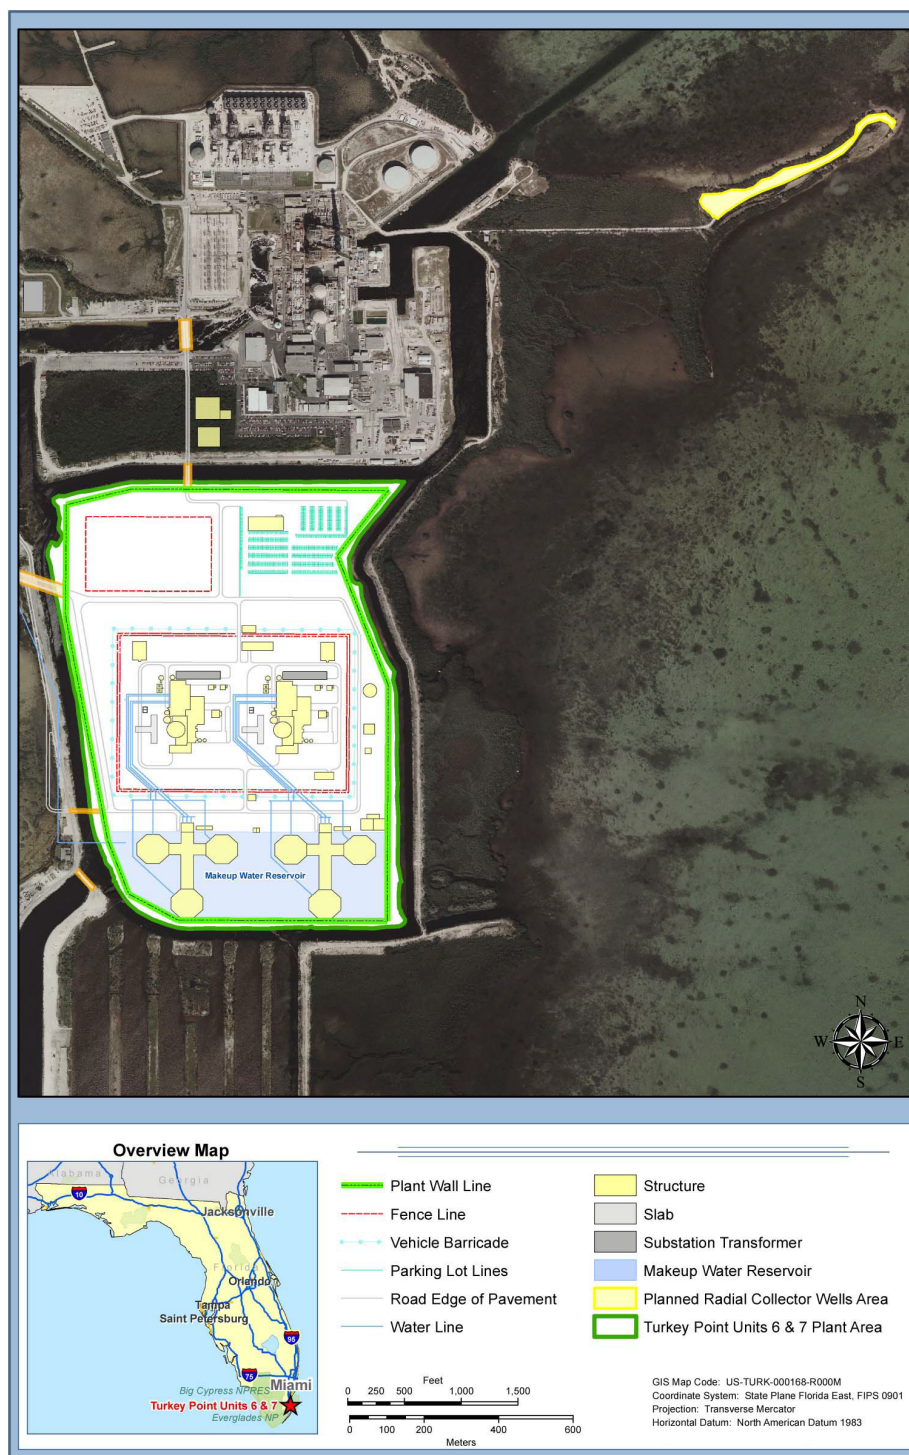 Makeup Water Reservoir
N
W E
S
Overview Map
Alabama
Georgia
10
Jacksonville
Florida
Orlando
Tampa
Saint Petersburg
95
75
Miami
Big Cypress NPRES
Turkey Point Units 6 & 7
Everglades NP
Plant Wall Line
Fence Line
Vehicle Barricade
Parking Lot Lines
Road Edge of Pavement
Water Line
Structure
Slab
Substation Transformer
Makeup Water Reservoir
Planned Radial Collector Wells Area
Turkey Point Units 6 & 7 Plant Area
Feet
0 250 500 1,000 1,500
0 100 200 400 600
Meters
GIS Map Code: US-TURK-000168-R000M
Coordinate System: State Plane Florida East, FIPS 0901
Projection: Transverse Mercator
Horizontal Datum: North American Datum 1983